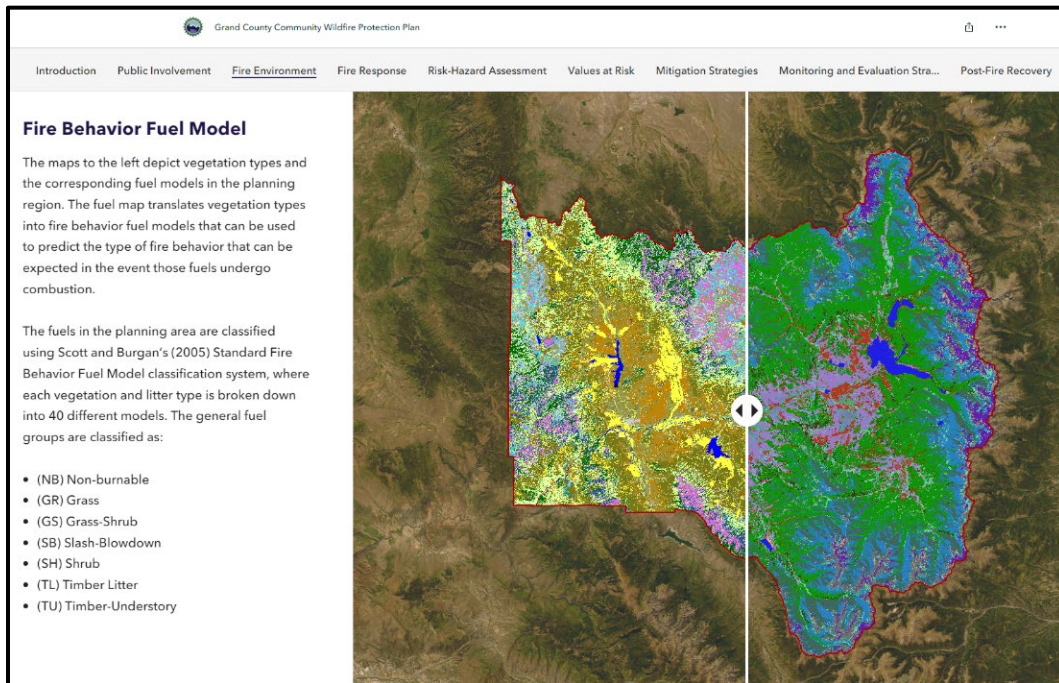 Grand County Community Wildfire Protection Plan
Introduction Public Involvement Fire Environment Fire Response Risk-Hazard Assessment Values at Risk Mitigation Strategies Monitoring and Evaluation Stra... Post-Fire Recovery
Fire Behavior Fuel Model
The maps to the left depict vegetation types and
the corresponding fuel models in the planning
region. The fuel map translates vegetation types
into fire behavior fuel models that can be used
to predict the type of fire behavior that can be
expected in the event those fuels undergo
combustion.
The fuels in the planning area are classified
using Scott and Burgan's (2005) Standard Fire
Behavior Fuel Model classification system, where
each vegetation and litter type is broken down
into 40 different models. The general fuel
groups are classified as:
• (NB) Non-burnable
• (GR) Grass
• (GS) Grass-Shrub
• (SB) Slash-Blowdown
• (SH) Shrub
• (TL) Timber Litter
• (TU) Timber-Understory